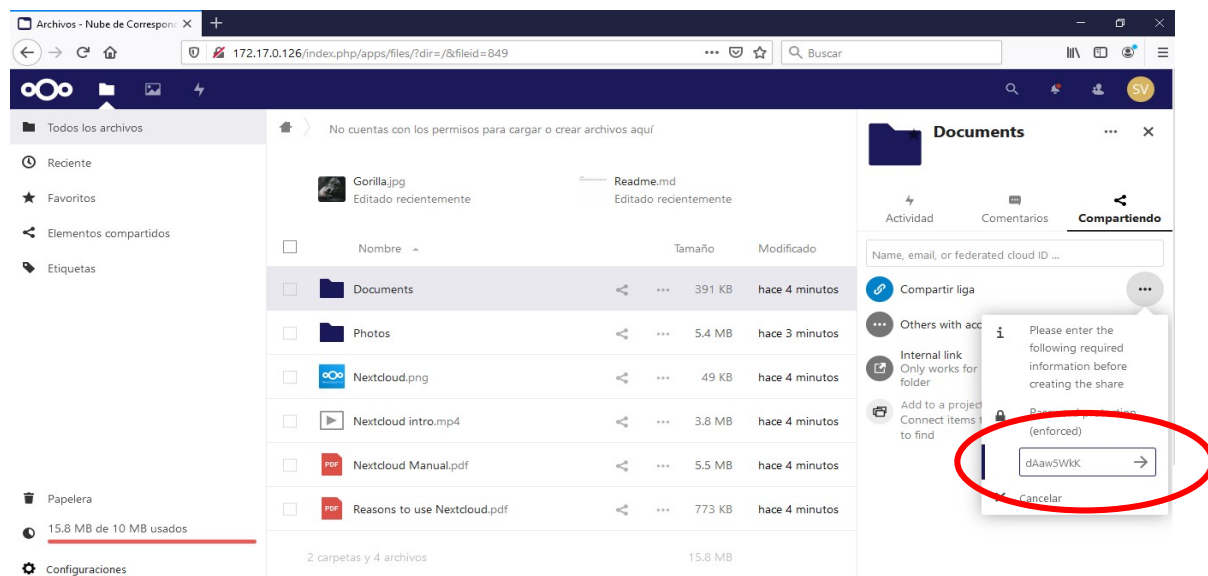 Archivos - Nube de Correspond
172.17.0.126/index.php/apps/files/?dir=/&fileid=849
Buscar
SV
Todos los archivos
Reciente
Favoritos
Elementos compartidos
Etiquetas
Papelera
15.8 MB de 10 MB usados
Configuraciones
No cuentas con los permisos para cargar o crear archivos aquí
Gorilla.jpg
Editado recientemente
Readme.md
Editado recientemente
Nombre Tamaño Modificado
Documents 391 KB hace 4 minutos
Photos 5.4 MB hace 3 minutos
Nextcloud.png 49 KB hace 4 minutos
Nextcloud intro.mp4 3.8 MB hace 4 minutos
PDF Nextcloud Manual.pdf 5.5 MB hace 4 minutos
PDF Reasons to use Nextcloud.pdf 773 KB hace 4 minutos
2 carpetas y 4 archivos 15.8 MB
Documents
Actividad Comentarios Compartiendo
Name, email, or federated cloud ID ...
Compartir liga
Others with acc
Internal link
Only works for
folder
Add to a project
Connect items
to find
Please enter the
following required
information before
creating the share
Password protection
(enforced)
dAaw5WkK
Cancelar